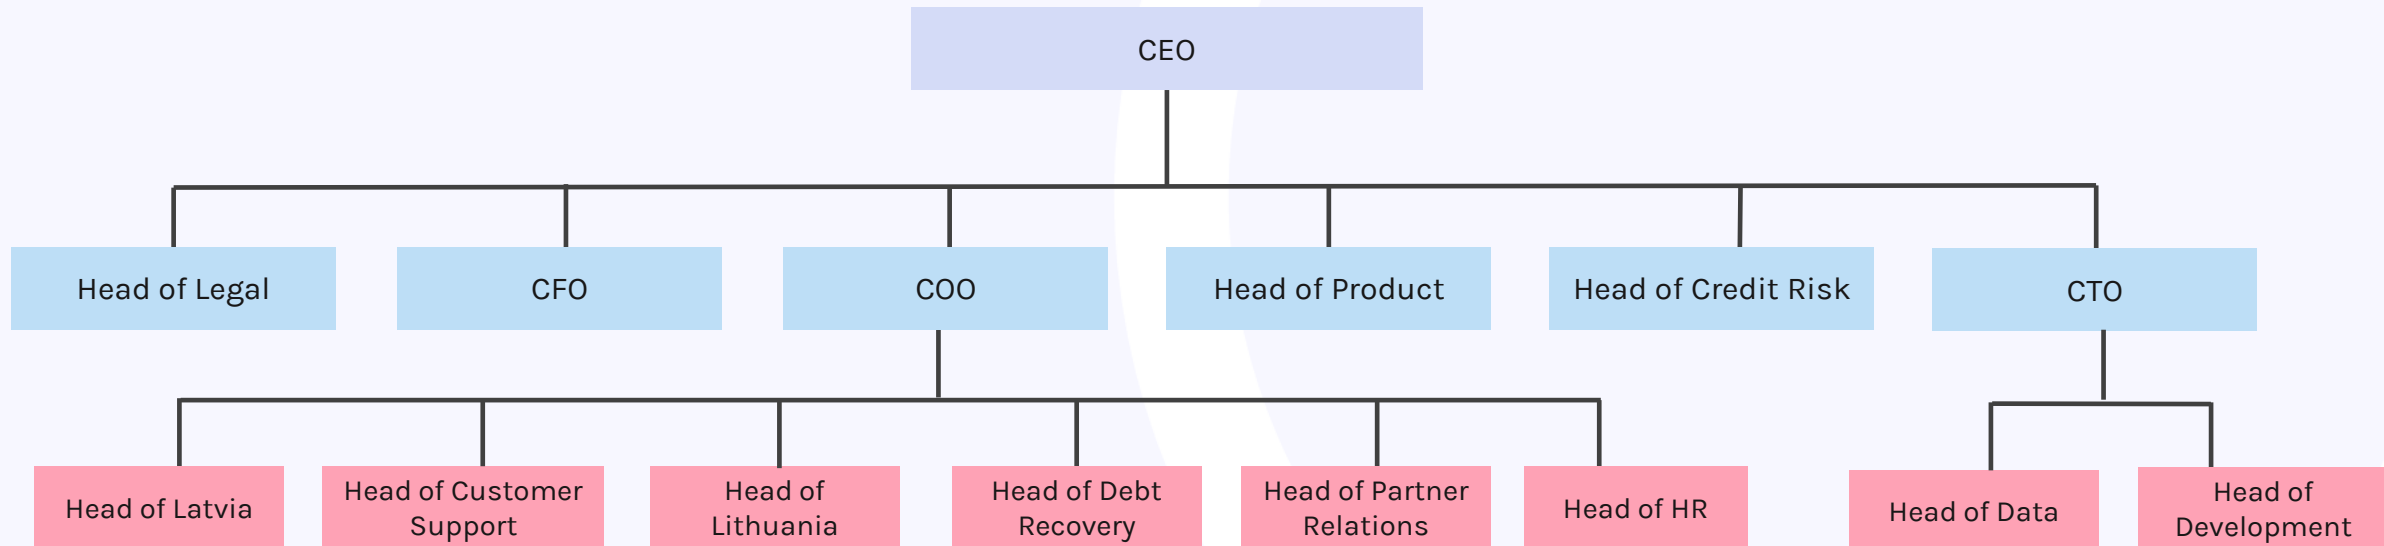 CEO
Head of Legal
CFO
COO
Head of Product
Head of Credit Risk
CTO
Head of Latvia
Head of Customer
Support
Head of
Lithuania
Head of Debt
Recovery
Head of Partner
Relations
Head of HR
Head of Data
Head of
Development